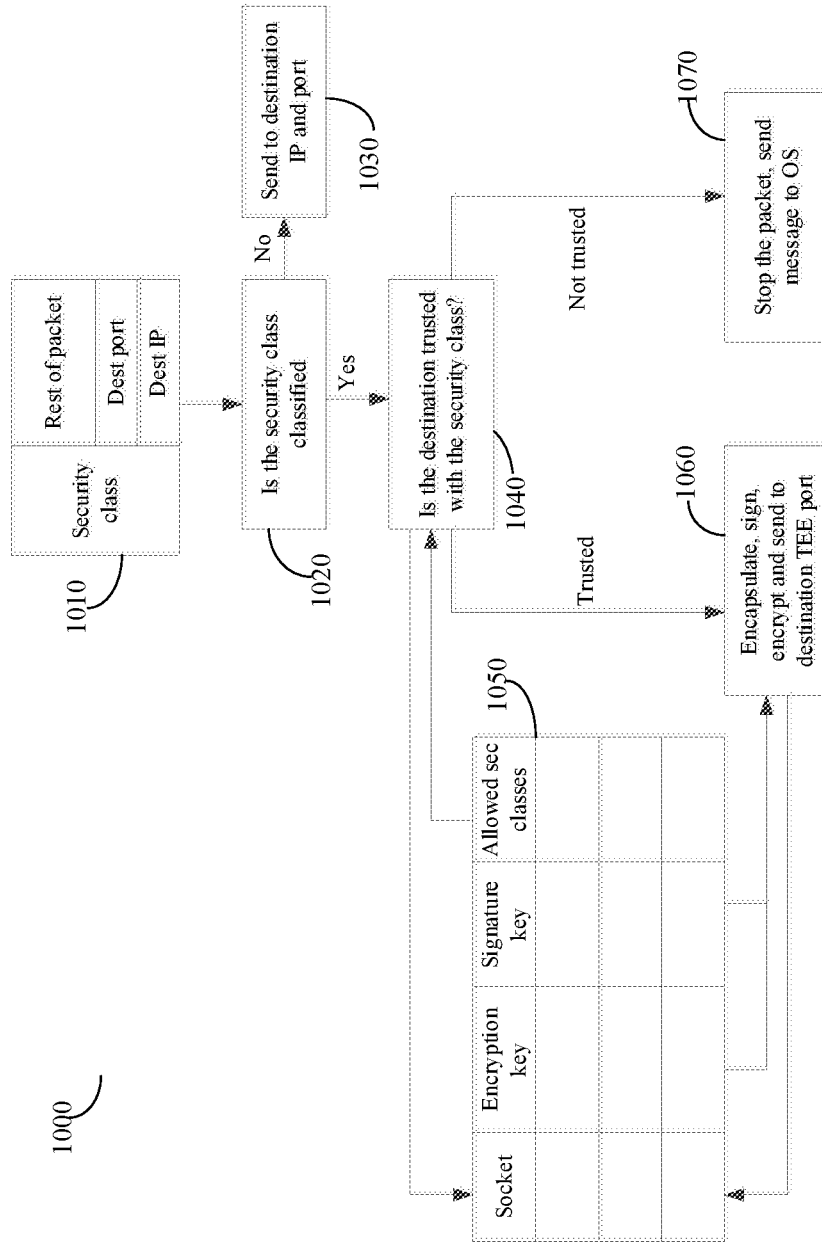 1000
1010
Security
class
Rest of packet
Dest port
Dest IP
1020
Is the security class
classified
No
Send to destination
IP and port
1030
Yes
Is the destination trusted
with the security class?
1040
Trusted
Not trusted
1050
Socket
Encryption
key
Signature
key
Allowed sec
classes
1060
Encapsulate, sign,
encrypt and send to
destination TEE port
1070
Stop the packet, send
message to OS